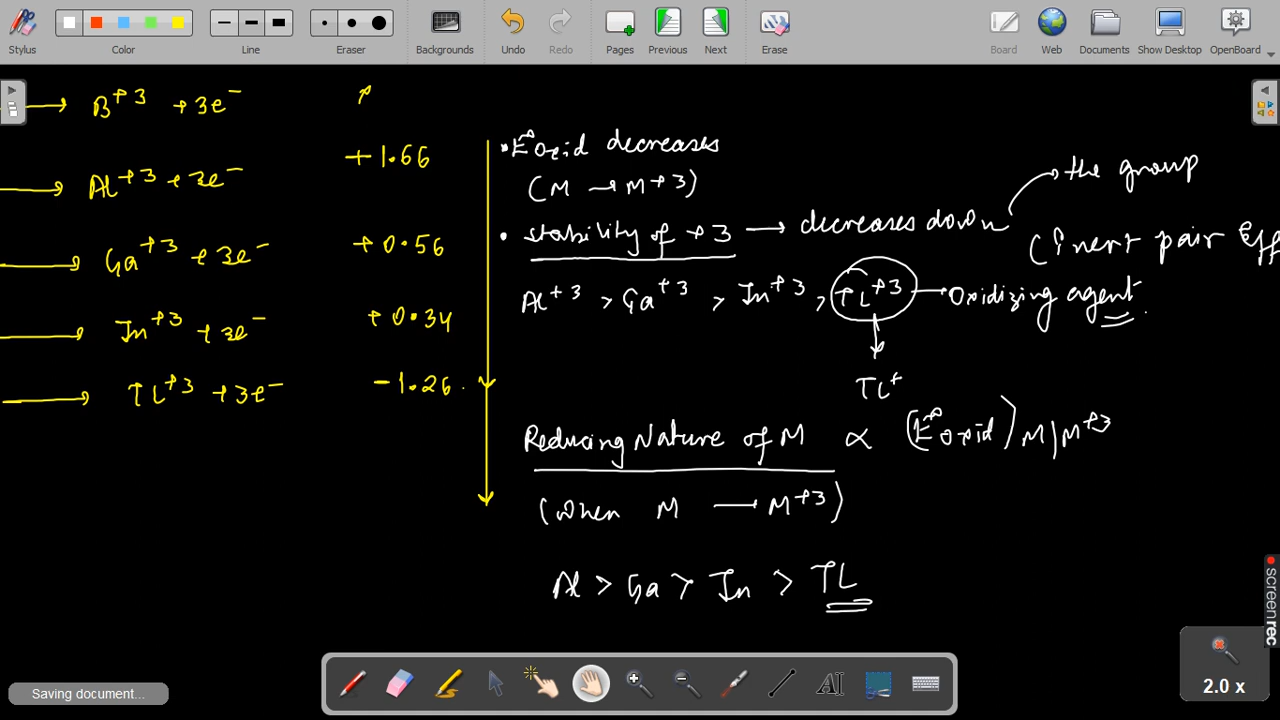 Stylus Color Line Eraser Backgrounds Undo Redo Pages Previous Next Erase Board Web Documents Show Desktop OpenBoard
B+3 + 3e-
Al+3 + 3e- +1.66
Ga+3 + 3e- +0.56
In+3 + 3e- +0.34
TL+3 + 3e- -1.26
• E° oxid decreases
(M → M+3)
• stability of +3 → decreases down → the group
(Inert pair Eff
Al+3 > Ga+3 > In+3 > TL+3 → Oxidizing agent.
TL+
Reducing Nature of M ∝ (E° oxid) M|M+3
(when M → M+3)
Al > Ga > In > TL
screenrec
Saving document...
2.0 x